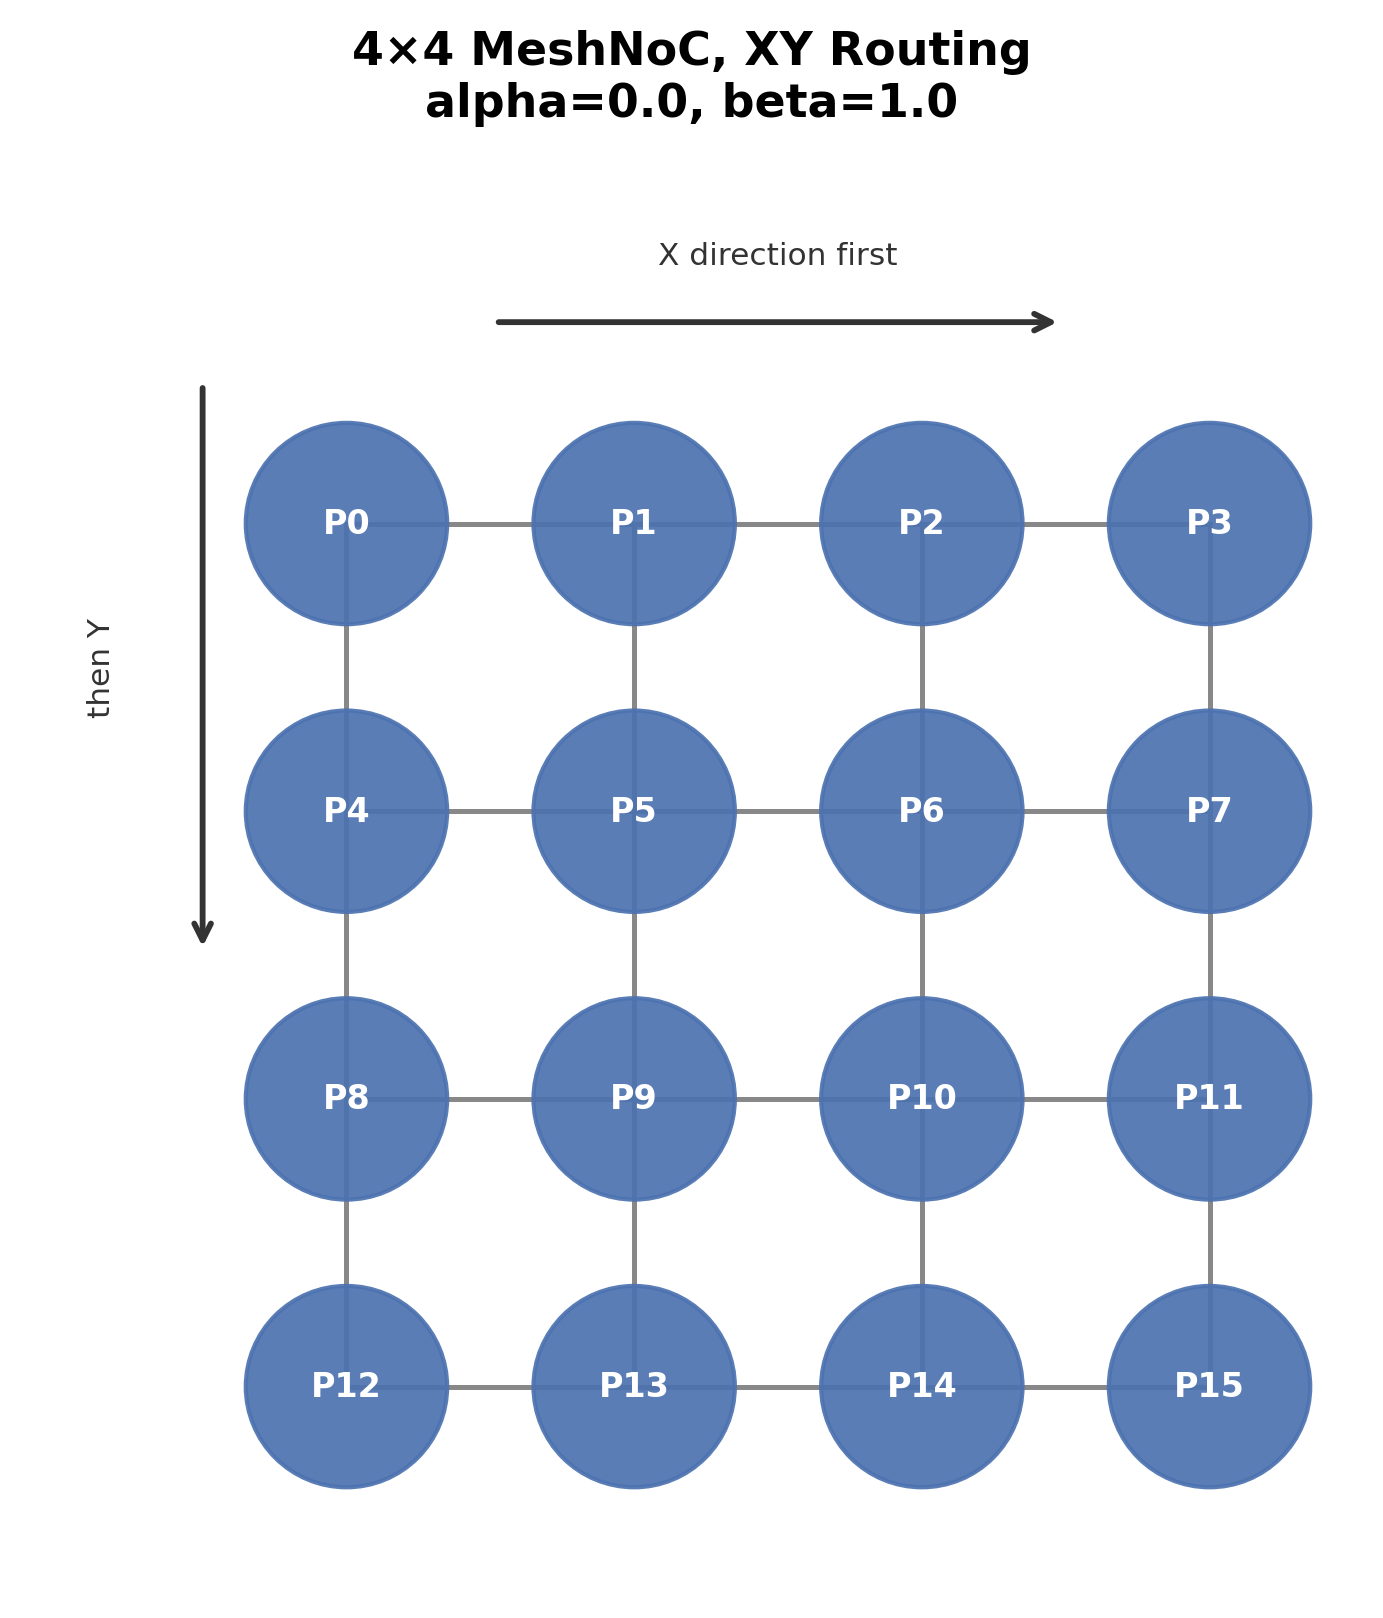 4×4 MeshNoC, XY Routing
alpha=0.0, beta=1.0
X direction first
then Y
P0 P1 P2 P3
P4 P5 P6 P7
P8 P9 P10 P11
P12 P13 P14 P15